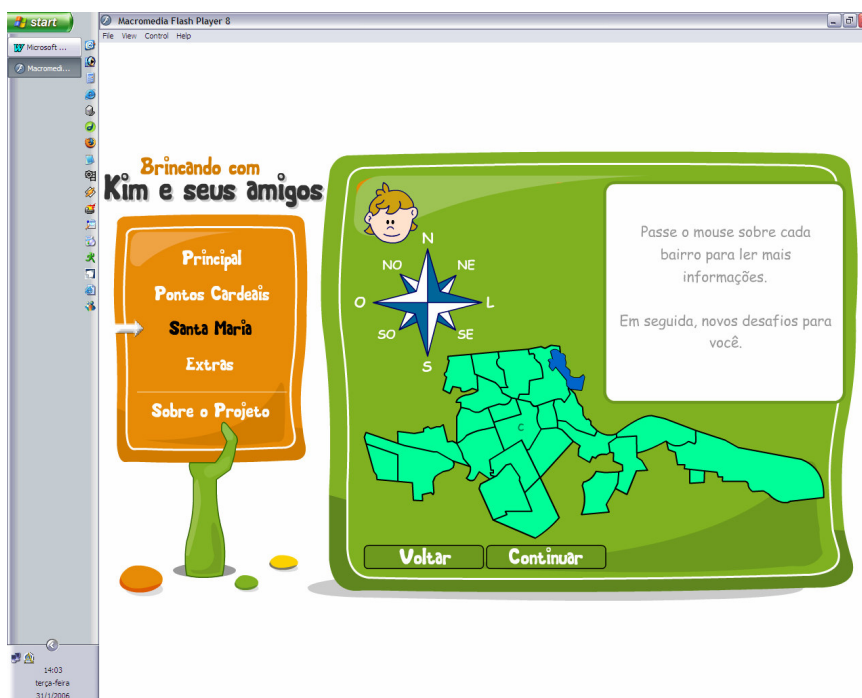 start
Macromedia Flash Player 8
File View Control Help
Microsoft ...
Macromedi...
Brincando com
Kim e seus amigos
Principal
Pontos Cardeais
Santa Maria
Extras
Sobre o Projeto
N
NO NE
O L
SO SE
S
C
Passe o mouse sobre cada
bairro para ler mais
informações.
Em seguida, novos desafios para
você.
Voltar Continuar
14:03
terça-feira
31/1/2006